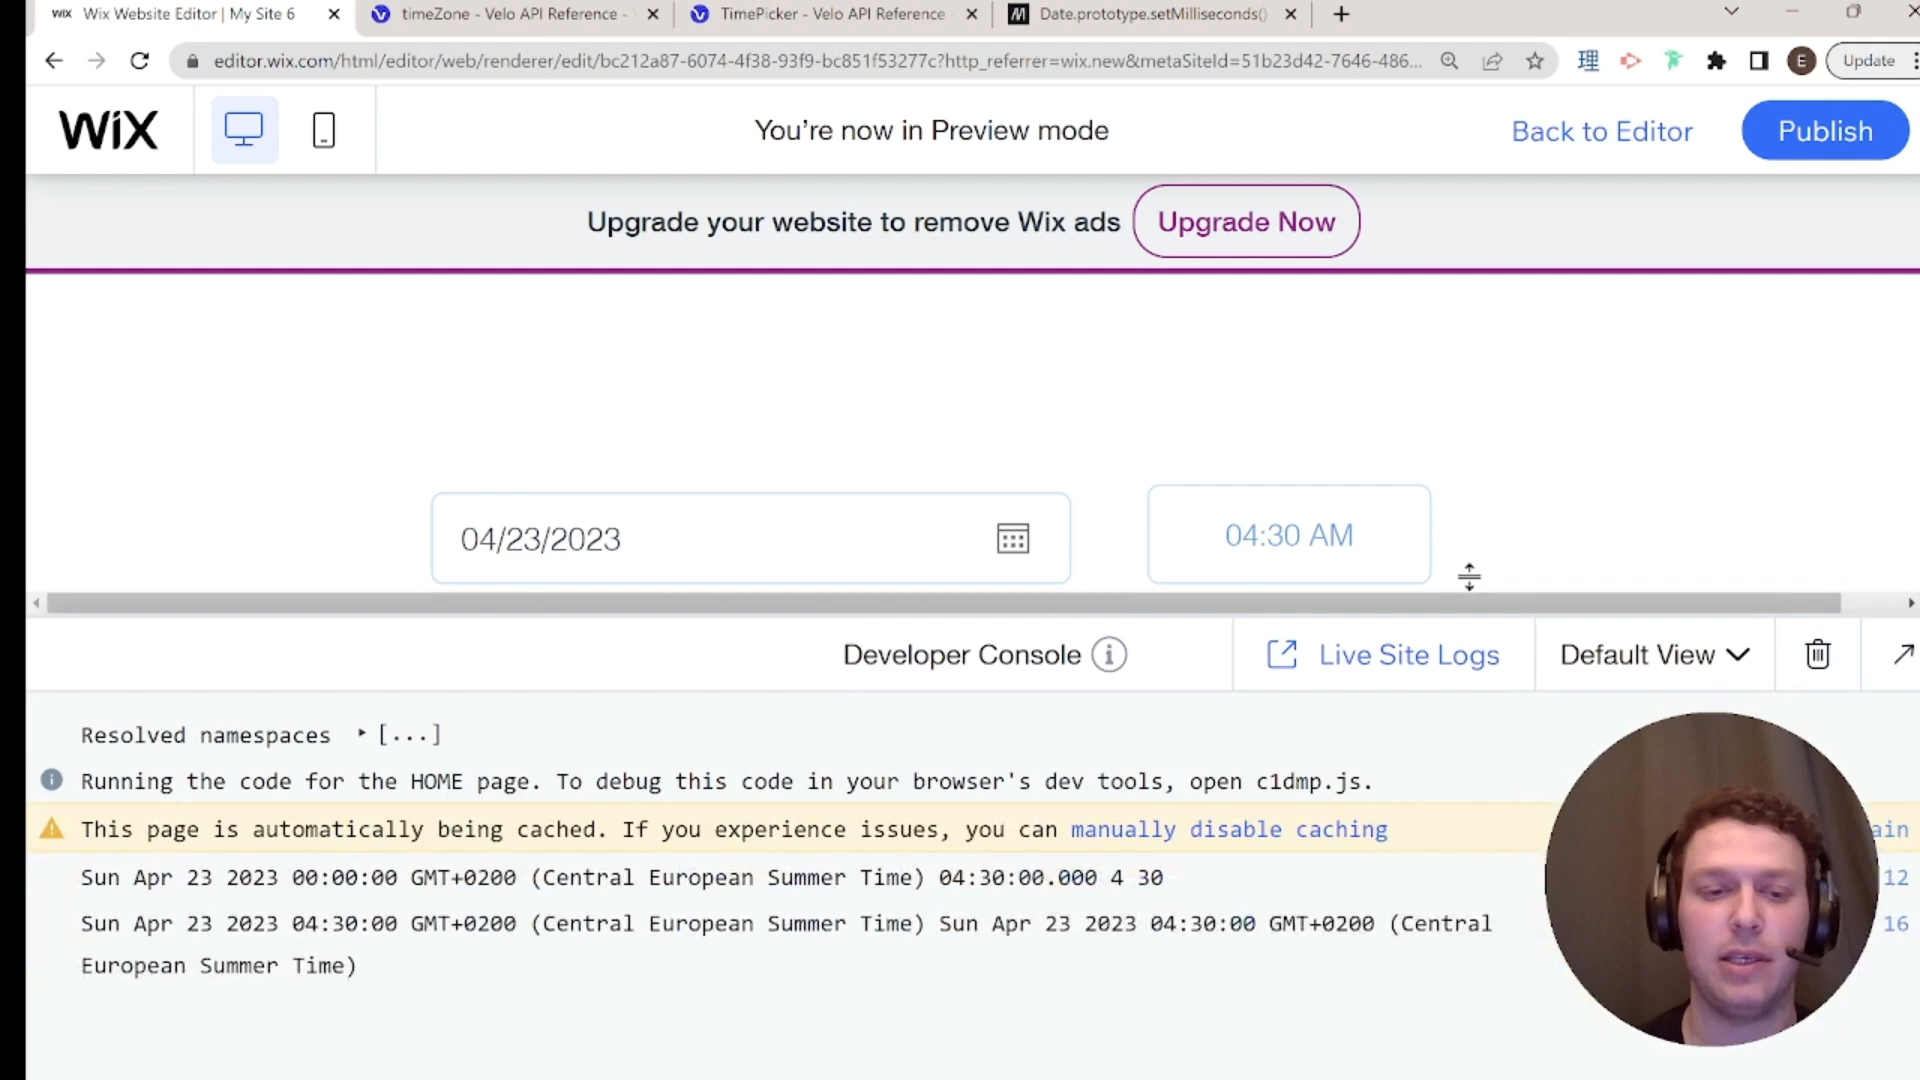 WIX Wix Website Editor | My Site 6
timeZone - Velo API Reference -
TimePicker - Velo API Reference
Date.prototype.setMilliseconds()
editor.wix.com/html/editor/web/renderer/edit/bc212a87-6074-4f38-93f9-bc851f53277c?http_referrer=wix.new&metaSiteId=51b23d42-7646-486...
理
E
Update
WiX
You're now in Preview mode
Back to Editor
Publish
Upgrade your website to remove Wix ads
Upgrade Now
04/23/2023
04:30 AM
Developer Console
Live Site Logs
Default View
Resolved namespaces ▸ [...]
Running the code for the HOME page. To debug this code in your browser's dev tools, open c1dmp.js.
This page is automatically being cached. If you experience issues, you can manually disable caching
ain
Sun Apr 23 2023 00:00:00 GMT+0200 (Central European Summer Time) 04:30:00.000 4 30
12
Sun Apr 23 2023 04:30:00 GMT+0200 (Central European Summer Time) Sun Apr 23 2023 04:30:00 GMT+0200 (Central
16
European Summer Time)